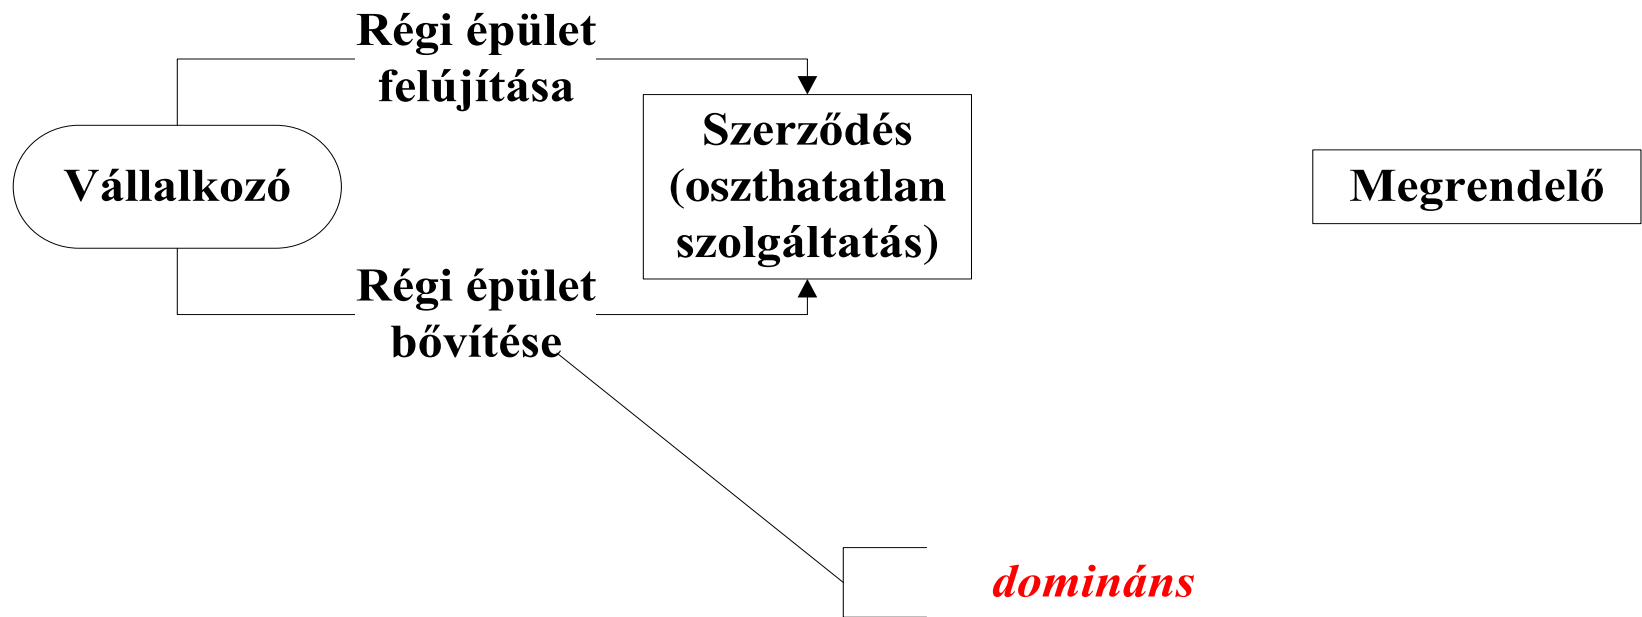 Régi épület
felújítása
Vállalkozó
Szerződés
(oszthatatlan
szolgáltatás)
Megrendelő
Régi épület
bővítése
domináns